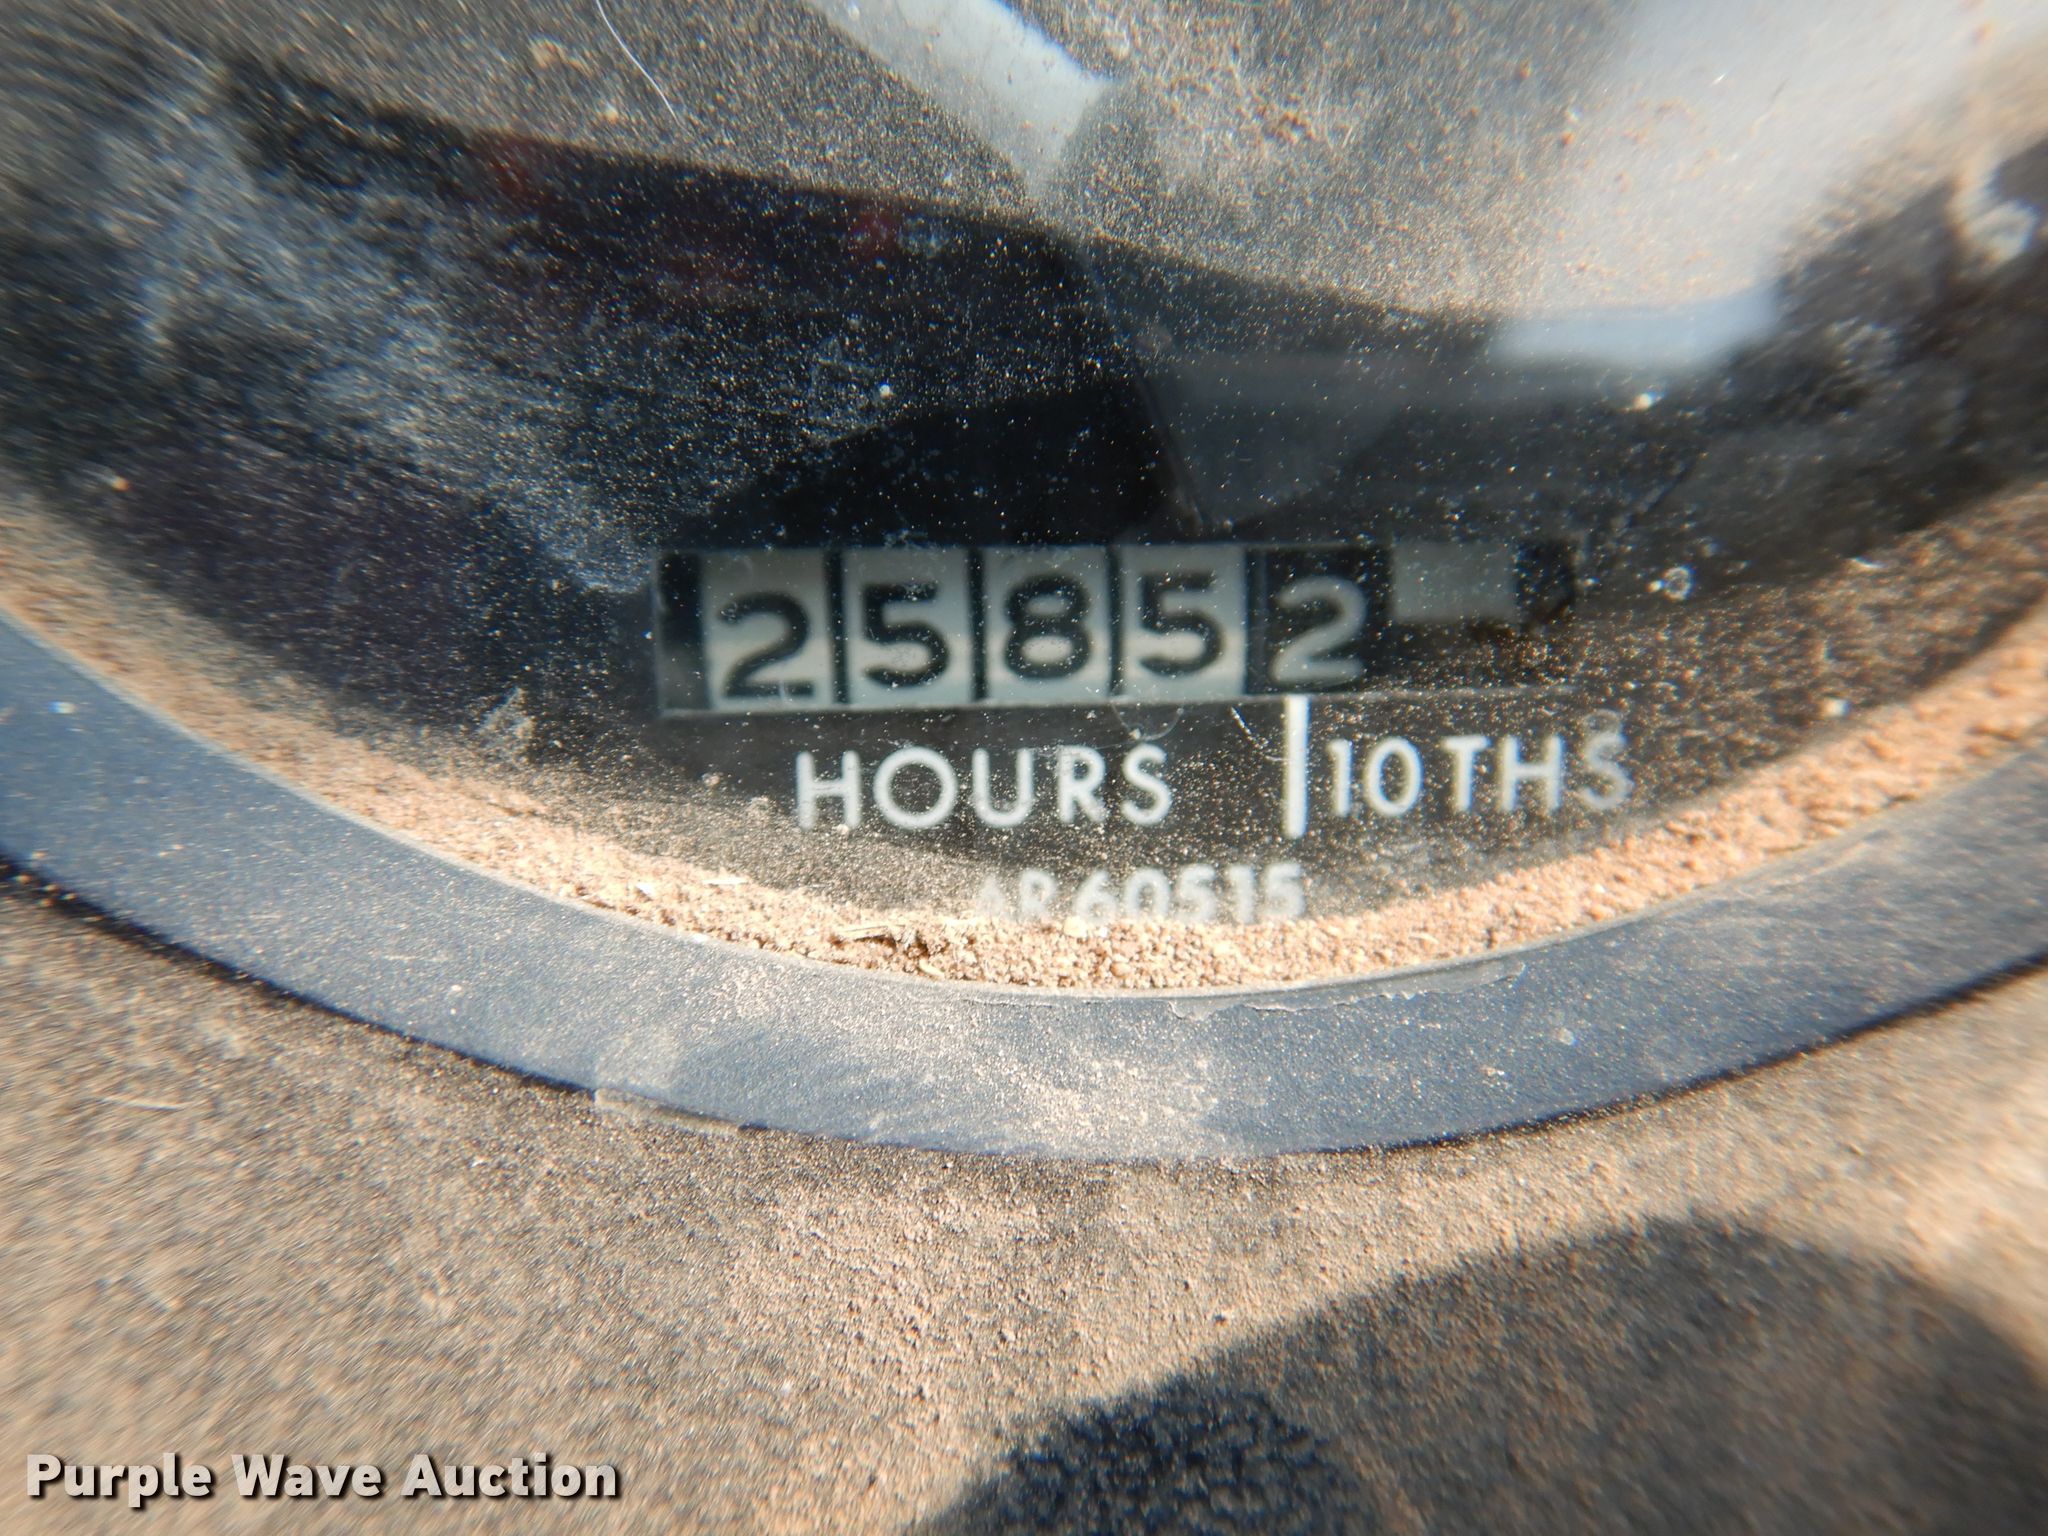 25852
HOURS | 10THS
AR60515
Purple Wave Auction